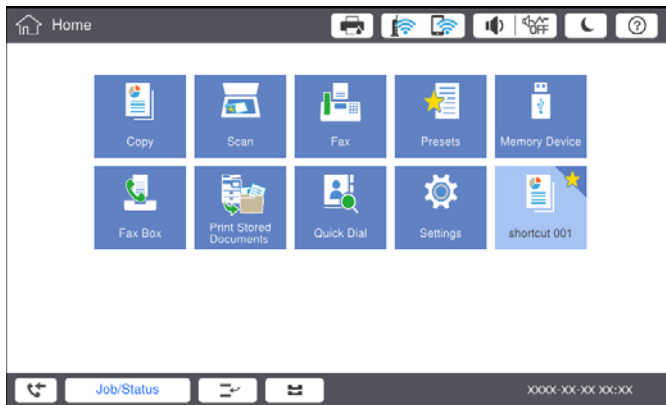 Home
OFF
Copy
Scan
Fax
Presets
Memory Device
Fax Box
Print Stored
Documents
Quick Dial
Settings
shortcut 001
Job/Status
XXXX-XX-XX XX:XX